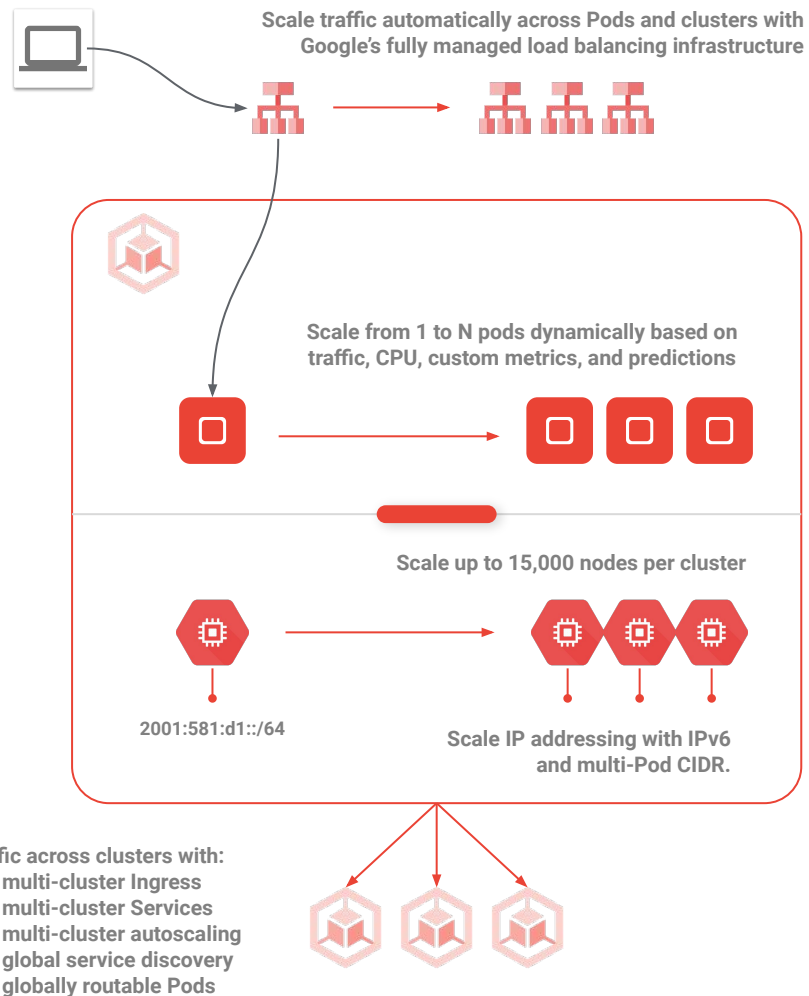 Scale traffic automatically across Pods and clusters with
Google's fully managed load balancing infrastructure
Scale from 1 to N pods dynamically based on
traffic, CPU, custom metrics, and predictions
Scale up to 15,000 nodes per cluster
2001:581:d1::/64
Scale IP addressing with IPv6
and multi-Pod CIDR.
across clusters with:
multi-cluster Ingress
multi-cluster Services
multi-cluster autoscaling
global service discovery
globally routable Pods